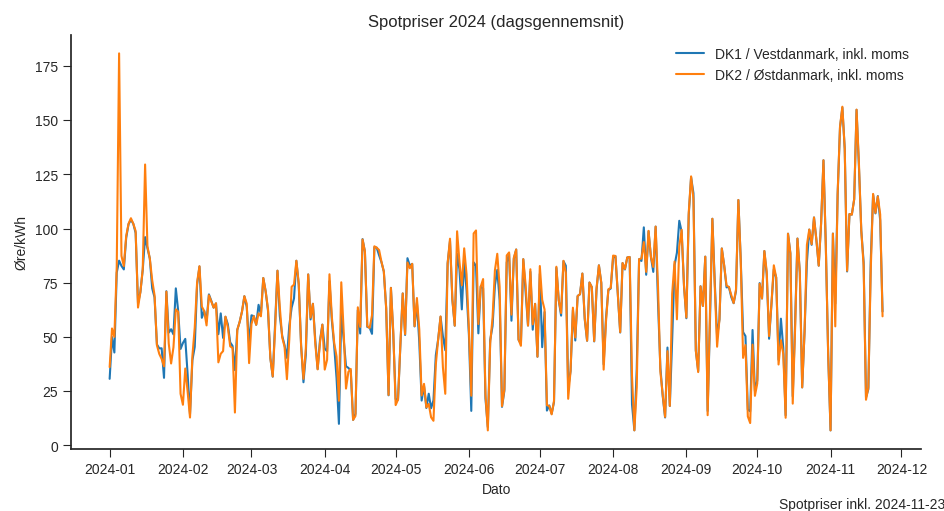 Spotpriser 2024 (dagsgennemsnit)
DK1 / Vestdanmark, inkl. moms
DK2 / Østdanmark, inkl. moms
Øre/kWh
175
150
125
100
75
50
25
0
2024-01 2024-02 2024-03 2024-04 2024-05 2024-06 2024-07 2024-08 2024-09 2024-10 2024-11 2024-12
Dato
Spotpriser inkl. 2024-11-23